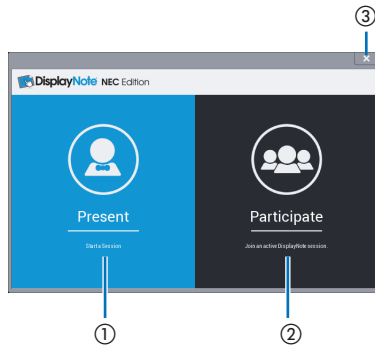 ③
×
DisplayNote NEC Edition
Present
Start a Session
Participate
Join an active DisplayNote session.
①
②